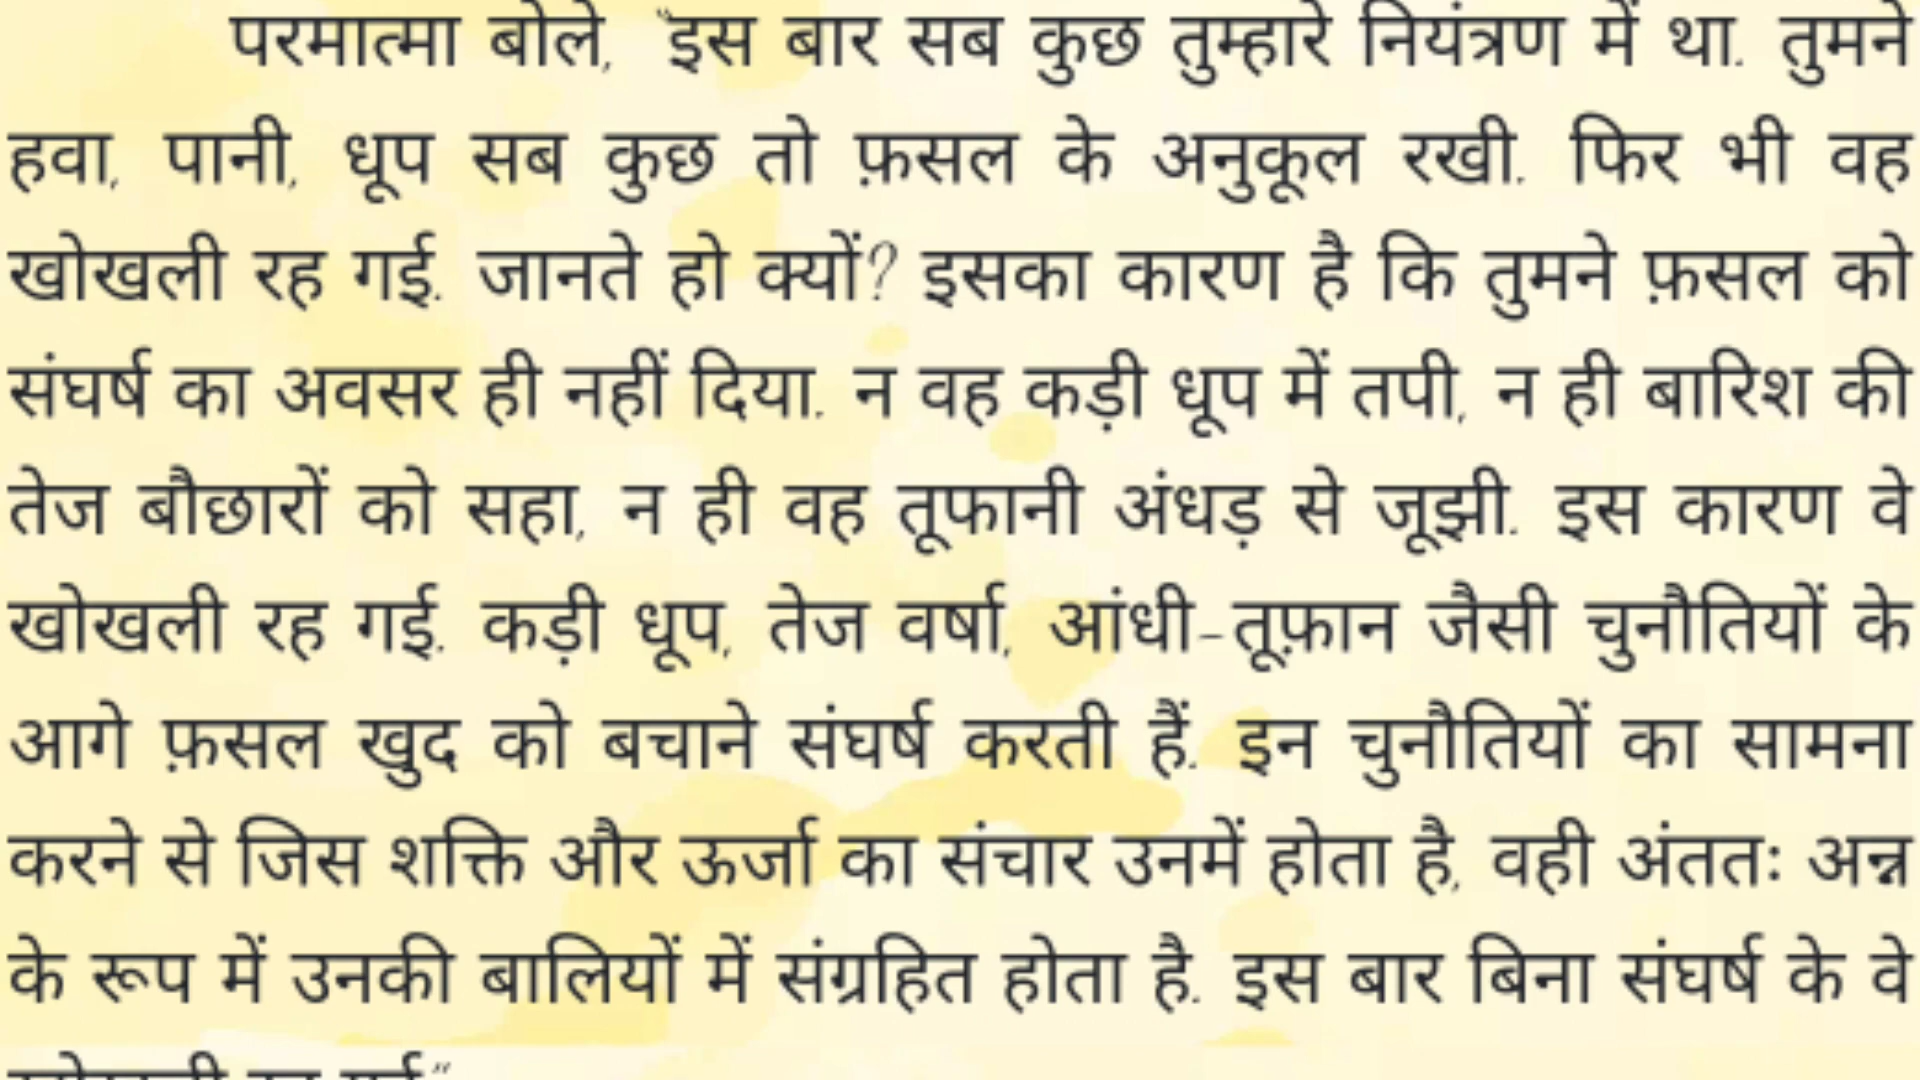 परमात्मा बोले, “इस बार सब कुछ तुम्हारे नियंत्रण में था. तुमने
हवा, पानी, धूप सब कुछ तो फ़सल के अनुकूल रखी. फिर भी वह
खोखली रह गई. जानते हो क्यों? इसका कारण है कि तुमने फ़सल को
संघर्ष का अवसर ही नहीं दिया. न वह कड़ी धूप में तपी, न ही बारिश की
तेज बौछारों को सहा, न ही वह तूफानी अंधड़ से जूझी. इस कारण वे
खोखली रह गई. कड़ी धूप, तेज वर्षा, आंधी-तूफ़ान जैसी चुनौतियों के
आगे फ़सल खुद को बचाने संघर्ष करती हैं. इन चुनौतियों का सामना
करने से जिस शक्ति और ऊर्जा का संचार उनमें होता है, वही अंततः अन्न
के रूप में उनकी बालियों में संग्रहित होता है. इस बार बिना संघर्ष के वे